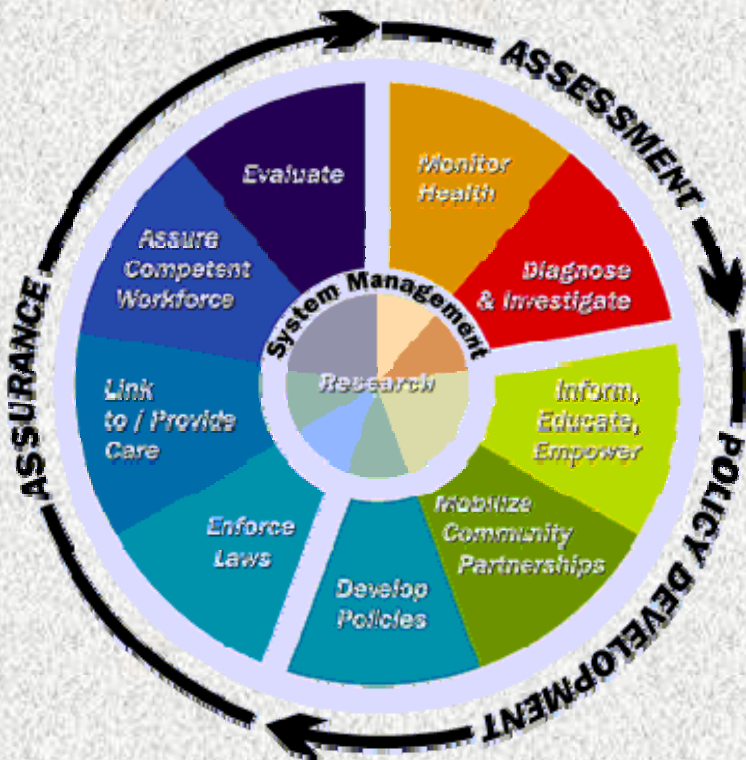 ASSESSMENT
Monitor
Health
Diagnose
& Investigate
POLICY DEVELOPMENT
Inform,
Educate,
Empower
Mobilize
Community
Partnerships
Develop
Policies
ASSURANCE
Enforce
Laws
Link
to / Provide
Care
Assure
Competent
Workforce
Evaluate
System Management
Research